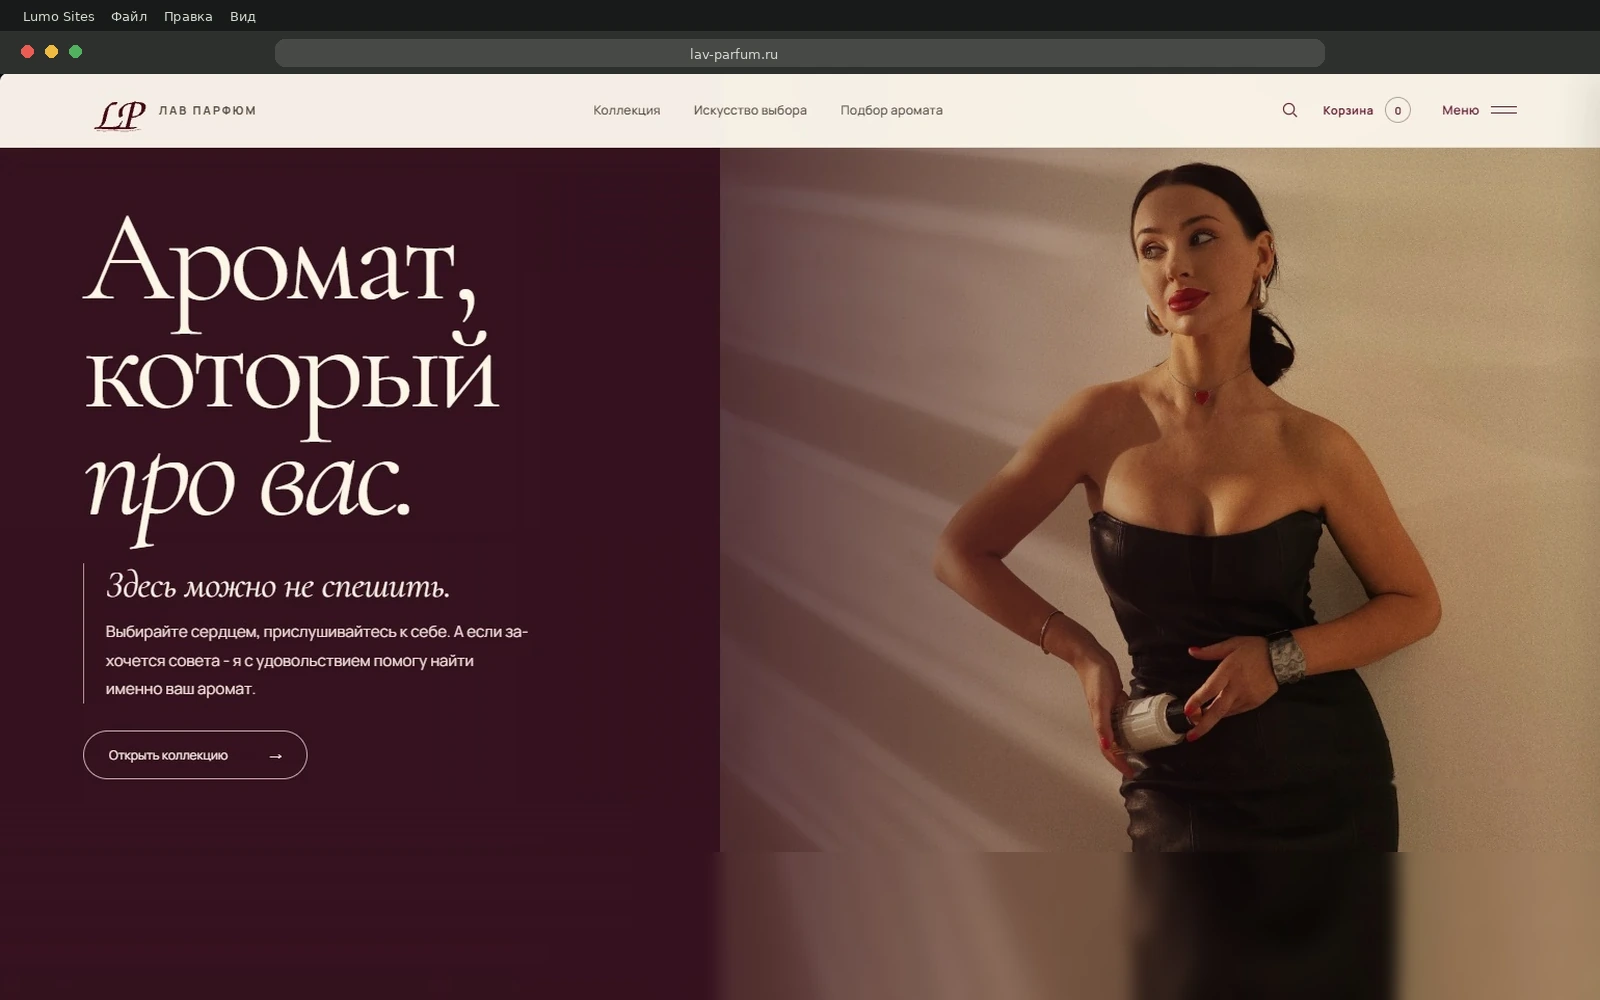 Lumo Sites Файл Правка Вид
lav-parfum.ru
LP ЛАВ ПАРФЮМ Коллекция Искусство выбора Подбор аромата Корзина 0 Меню
Аромат,
который
про вас.
Здесь можно не спешить.
Выбирайте сердцем, прислушивайтесь к себе. А если за-
хочется совета - я с удовольствием помогу найти
именно ваш аромат.
Открыть коллекцию →